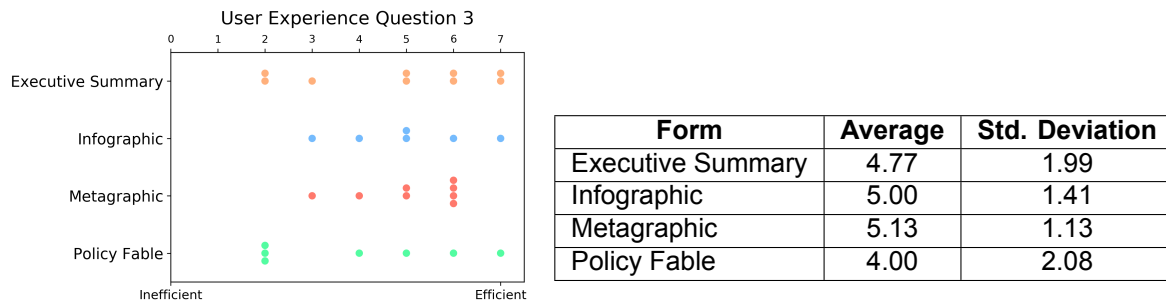 User Experience Question 3
0 1 2 3 4 5 6 7
Executive Summary
Infographic
Metagraphic
Policy Fable
Inefficient Efficient
Form Average Std. Deviation
Executive Summary 4.77 1.99
Infographic 5.00 1.41
Metagraphic 5.13 1.13
Policy Fable 4.00 2.08